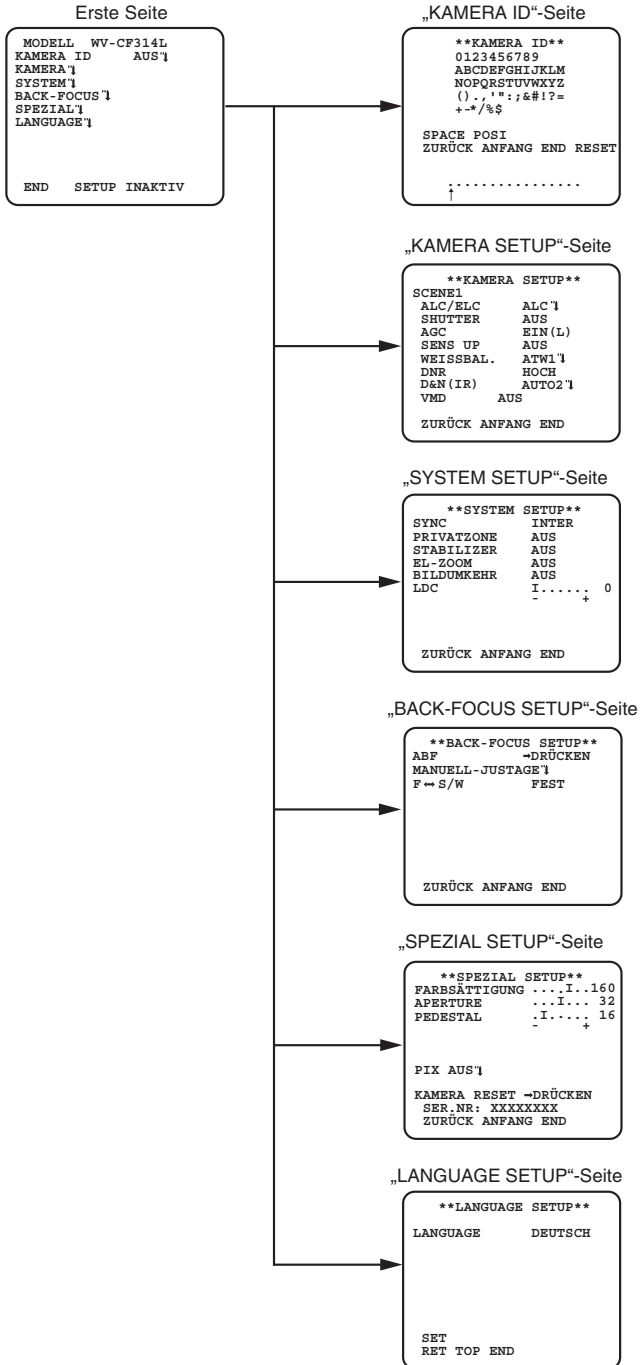 Erste Seite
MODELL WV-CF314L
KAMERA ID AUS
KAMERA
SYSTEM
BACK-FOCUS
SPEZIAL
LANGUAGE
END SETUP INAKTIV
„KAMERA ID“-Seite
**KAMERA ID**
0123456789
ABCDEFGHIJKLM
NOPQRSTUVWXYZ
().,'":;&#!?=
+-*/%$
SPACE POSI
ZURÜCK ANFANG END RESET
................
↑
„KAMERA SETUP“-Seite
**KAMERA SETUP**
SCENE1
ALC/ELC ALC
SHUTTER AUS
AGC EIN(L)
SENS UP AUS
WEISSBAL. ATW1
DNR HOCH
D&N(IR) AUTO2
VMD AUS
ZURÜCK ANFANG END
„SYSTEM SETUP“-Seite
**SYSTEM SETUP**
SYNC INTER
PRIVATZONE AUS
STABILIZER AUS
EL-ZOOM AUS
BILDUMKEHR AUS
LDC I...... 0
- +
ZURÜCK ANFANG END
„BACK-FOCUS SETUP“-Seite
**BACK-FOCUS SETUP**
ABF →DRÜCKEN
MANUELL-JUSTAGE
F↔S/W FEST
ZURÜCK ANFANG END
„SPEZIAL SETUP“-Seite
**SPEZIAL SETUP**
FARBSÄTTIGUNG ....I..160
APERTURE ...I... 32
PEDESTAL .I..... 16
- +
PIX AUS
KAMERA RESET →DRÜCKEN
SER.NR: XXXXXXXX
ZURÜCK ANFANG END
„LANGUAGE SETUP“-Seite
**LANGUAGE SETUP**
LANGUAGE DEUTSCH
SET
RET TOP END